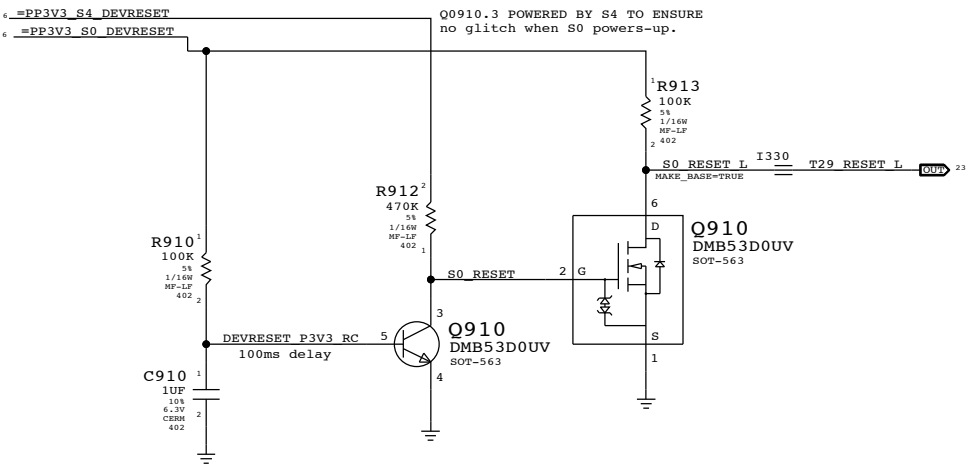 6 =PP3V3_S4_DEVRESET
6 =PP3V3_S0_DEVRESET
Q0910.3 POWERED BY S4 TO ENSURE
no glitch when S0 powers-up.
1
R913
100K
5%
1/16W
MF-LF
402
2
S0_RESET_L
MAKE_BASE=TRUE
I330
T29_RESET_L
OUT
23
R912
2
470K
5%
1/16W
MF-LF
402
1
6
D
Q910
DMB53D0UV
SOT-563
R910
1
100K
5%
1/16W
MF-LF
402
2
S0_RESET
2
G
S
1
3
Q910
DMB53D0UV
SOT-563
DEVRESET_P3V3_RC
5
100ms delay
4
C910
1
1UF
10%
6.3V
CERM
402
2